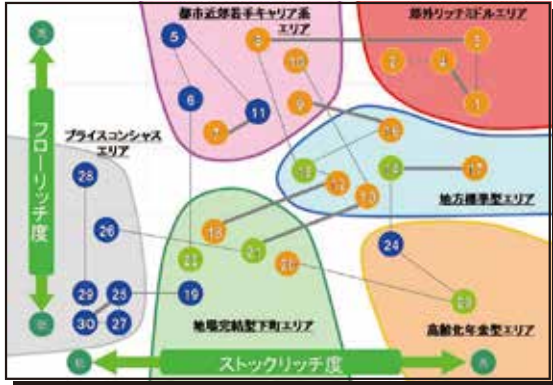 高
都市近郊若手キャリア系
エリア
郊外リッチミドルエリア
5
8
3
10
2
4
6
9
1
7
11
16
プライスコンシャス
エリア
フローリッチ度
28
14
17
12
13
地方標準型エリア
26
18
24
21
22
20
29
25
19
23
30
27
地場完結型下町エリア
高齢化年金型エリア
低
低
ストックリッチ度
高